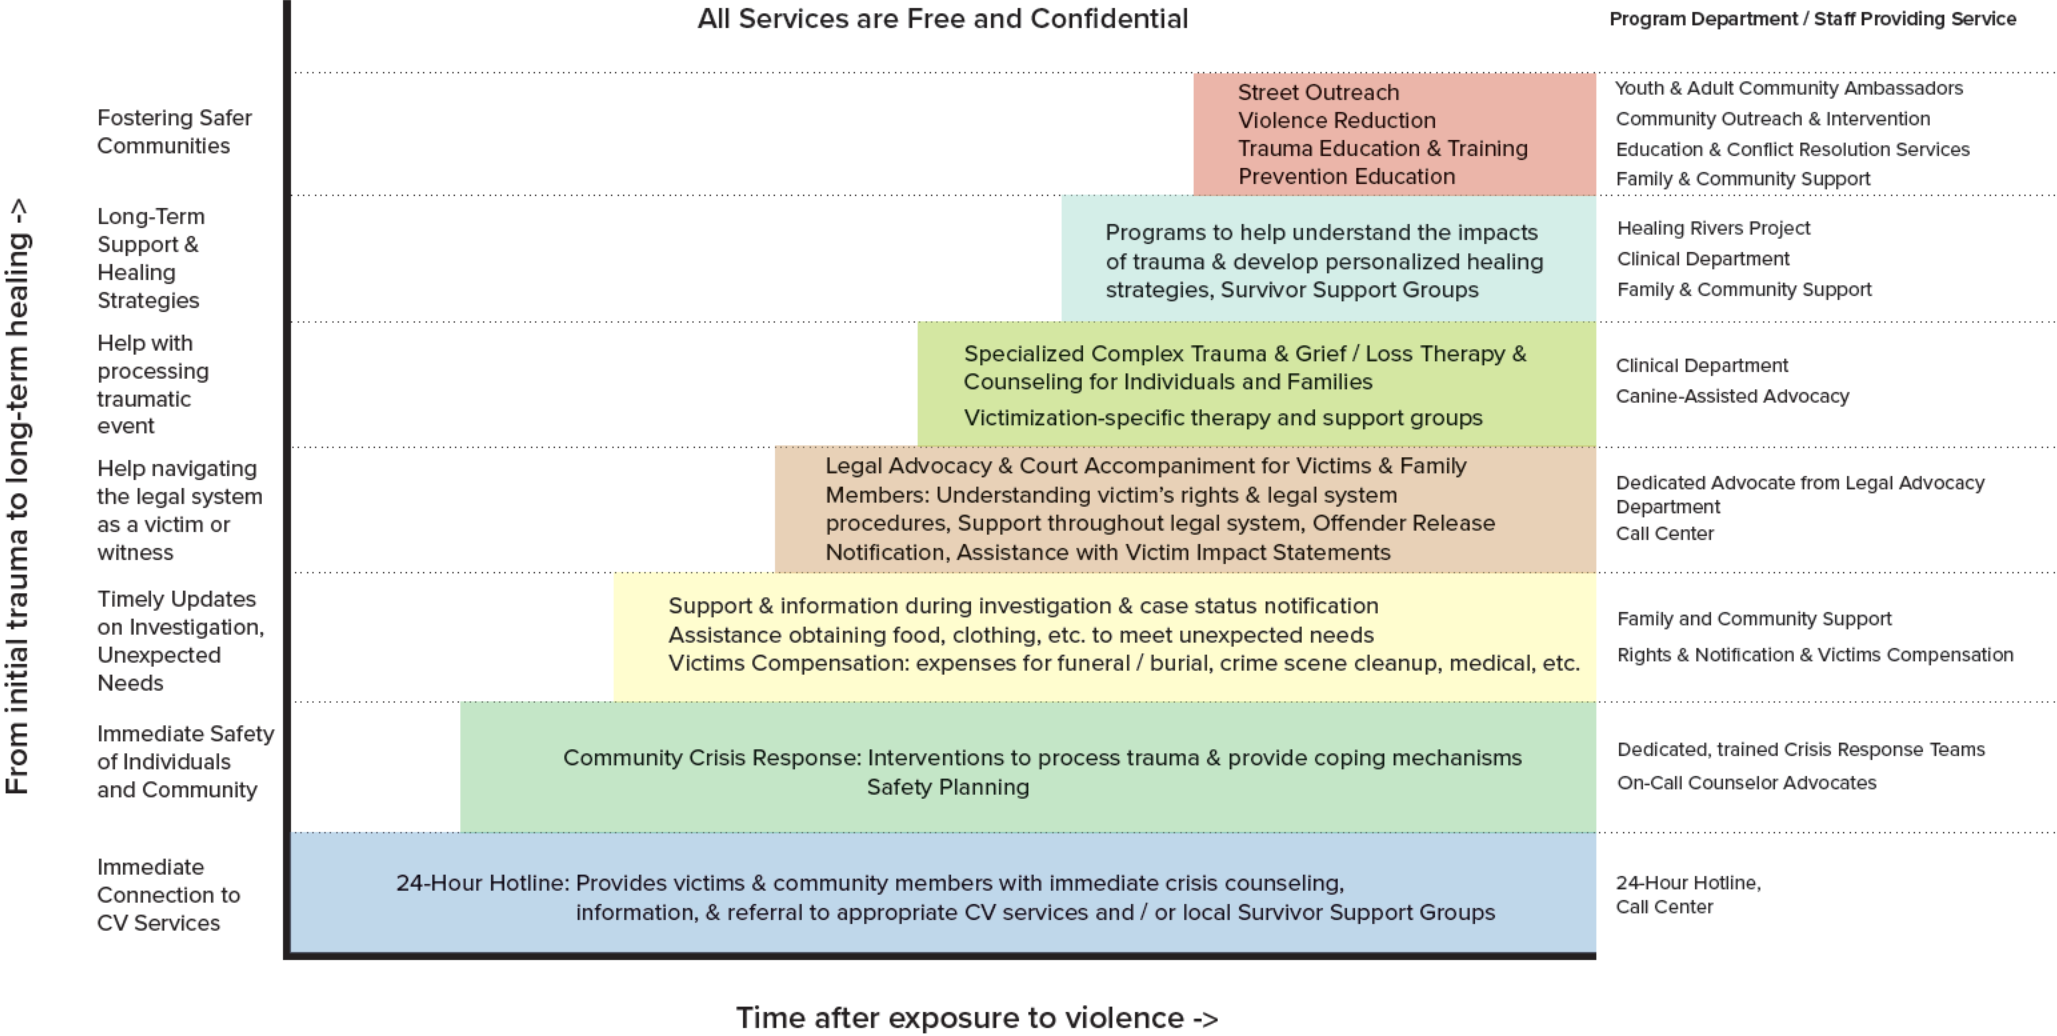 All Services are Free and Confidential
Program Department / Staff Providing Service
From initial trauma to long-term healing ->
Fostering Safer
Communities
Street Outreach
Violence Reduction
Trauma Education & Training
Prevention Education
Youth & Adult Community Ambassadors
Community Outreach & Intervention
Education & Conflict Resolution Services
Family & Community Support
Long-Term
Support &
Healing
Strategies
Programs to help understand the impacts
of trauma & develop personalized healing
strategies, Survivor Support Groups
Healing Rivers Project
Clinical Department
Family & Community Support
Help with
processing
traumatic
event
Specialized Complex Trauma & Grief / Loss Therapy &
Counseling for Individuals and Families
Victimization-specific therapy and support groups
Clinical Department
Canine-Assisted Advocacy
Help navigating
the legal system
as a victim or
witness
Legal Advocacy & Court Accompaniment for Victims & Family
Members: Understanding victim’s rights & legal system
procedures, Support throughout legal system, Offender Release
Notification, Assistance with Victim Impact Statements
Dedicated Advocate from Legal Advocacy
Department
Call Center
Timely Updates
on Investigation,
Unexpected
Needs
Support & information during investigation & case status notification
Assistance obtaining food, clothing, etc. to meet unexpected needs
Victims Compensation: expenses for funeral / burial, crime scene cleanup, medical, etc.
Family and Community Support
Rights & Notification & Victims Compensation
Immediate Safety
of Individuals
and Community
Community Crisis Response: Interventions to process trauma & provide coping mechanisms
Safety Planning
Dedicated, trained Crisis Response Teams
On-Call Counselor Advocates
Immediate
Connection to
CV Services
24-Hour Hotline: Provides victims & community members with immediate crisis counseling,
information, & referral to appropriate CV services and / or local Survivor Support Groups
24-Hour Hotline,
Call Center
Time after exposure to violence ->